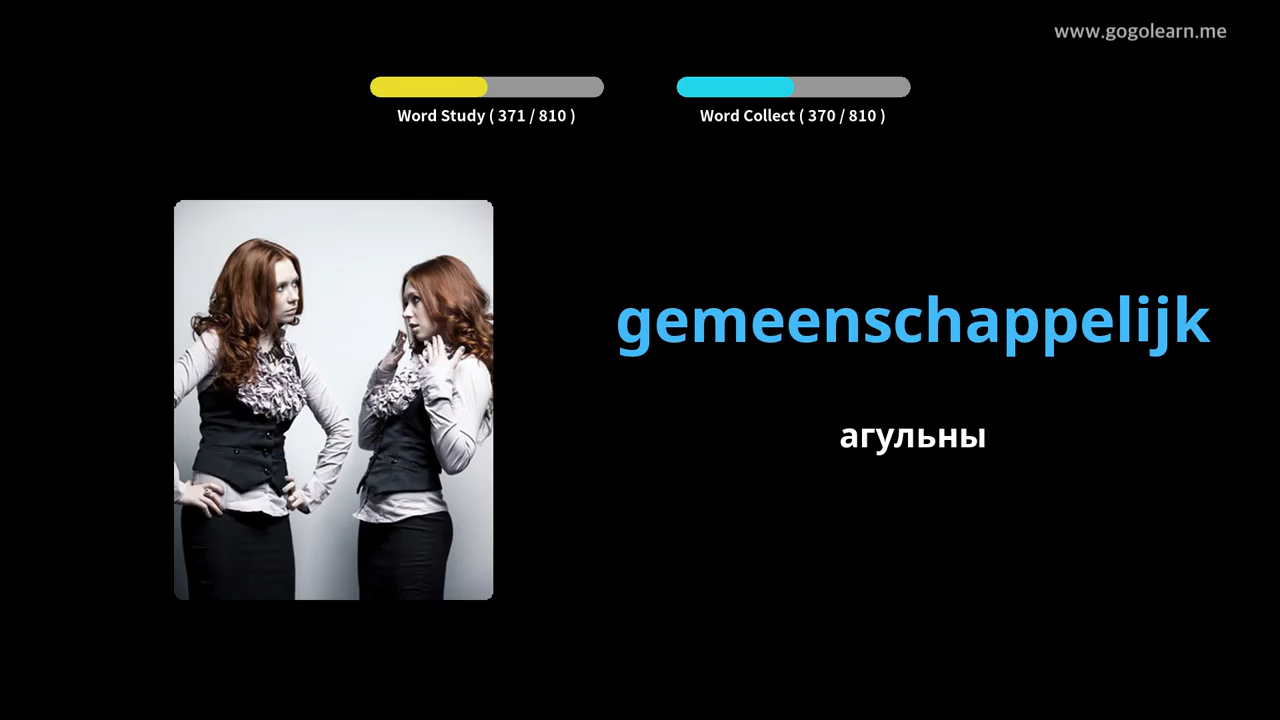 www.gogolearn.me
Word Study ( 371 / 810 )
Word Collect ( 370 / 810 )
gemeenschappelijk
агульны